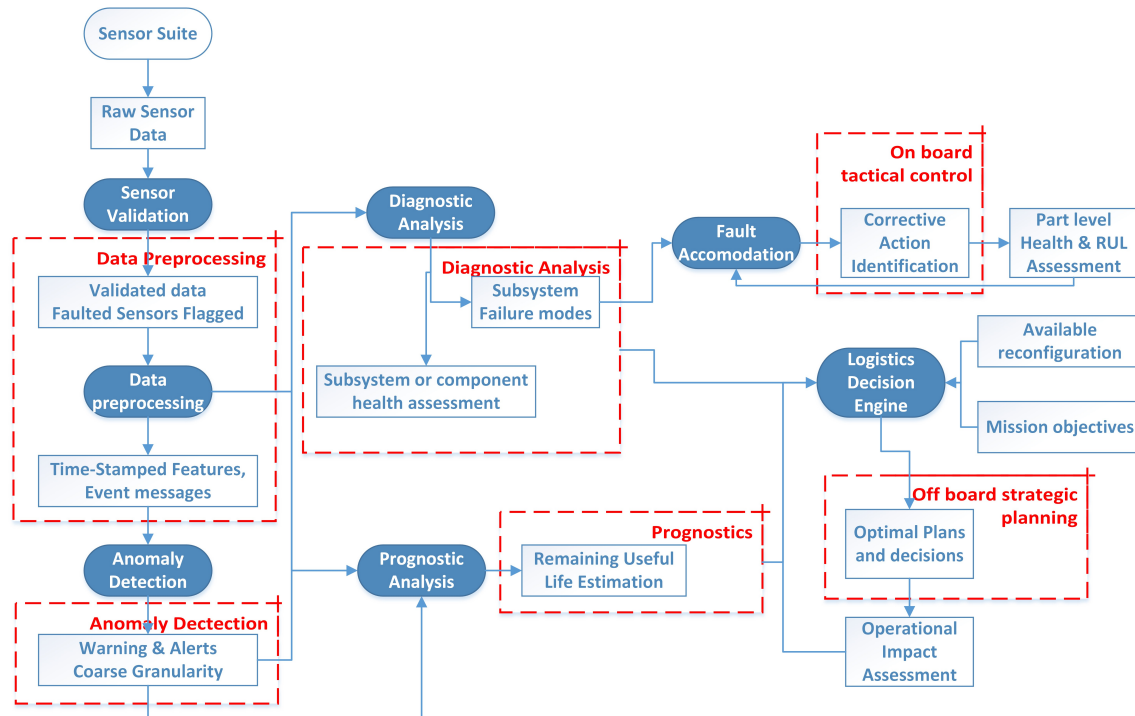 Sensor Suite
Raw Sensor
Data
Sensor
Validation
Data Preprocessing
Validated data
Faulted Sensors Flagged
Data
preprocessing
Time-Stamped Features,
Event messages
Anomaly
Detection
Anomaly Dectection
Warning & Alerts
Coarse Granularity
Diagnostic
Analysis
Diagnostic Analysis
Subsystem
Failure modes
Subsystem or component
health assessment
Prognostic
Analysis
Prognostics
Remaining Useful
Life Estimation
Fault
Accomodation
On board
tactical control
Corrective
Action
Identification
Part level
Health & RUL
Assessment
Logistics
Decision
Engine
Available
reconfiguration
Mission objectives
Off board strategic
planning
Optimal Plans
and decisions
Operational
Impact
Assessment